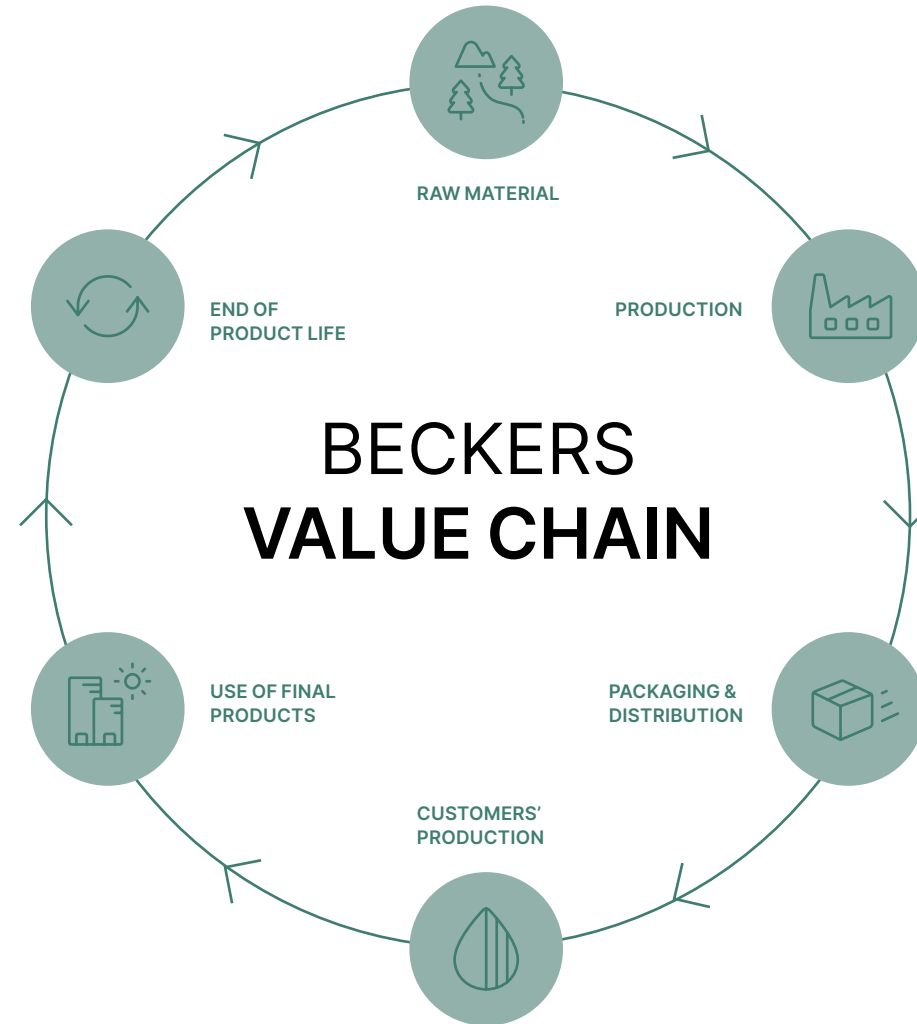 RAW MATERIAL
END OF
PRODUCT LIFE
PRODUCTION
BECKERS
VALUE CHAIN
USE OF FINAL
PRODUCTS
PACKAGING &
DISTRIBUTION
CUSTOMERS’
PRODUCTION